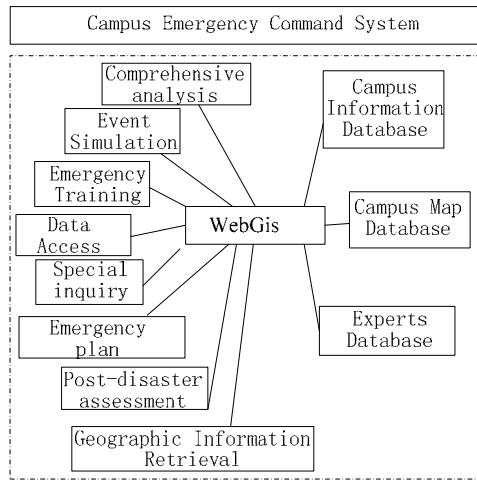 Campus Emergency Command System
Comprehensive
analysis
Event
Simulation
Emergency
Training
Data
Access
Special
inquiry
Emergency
plan
Post-disaster
assessment
Geographic Information
Retrieval
WebGis
Campus
Information
Database
Campus Map
Database
Experts
Database